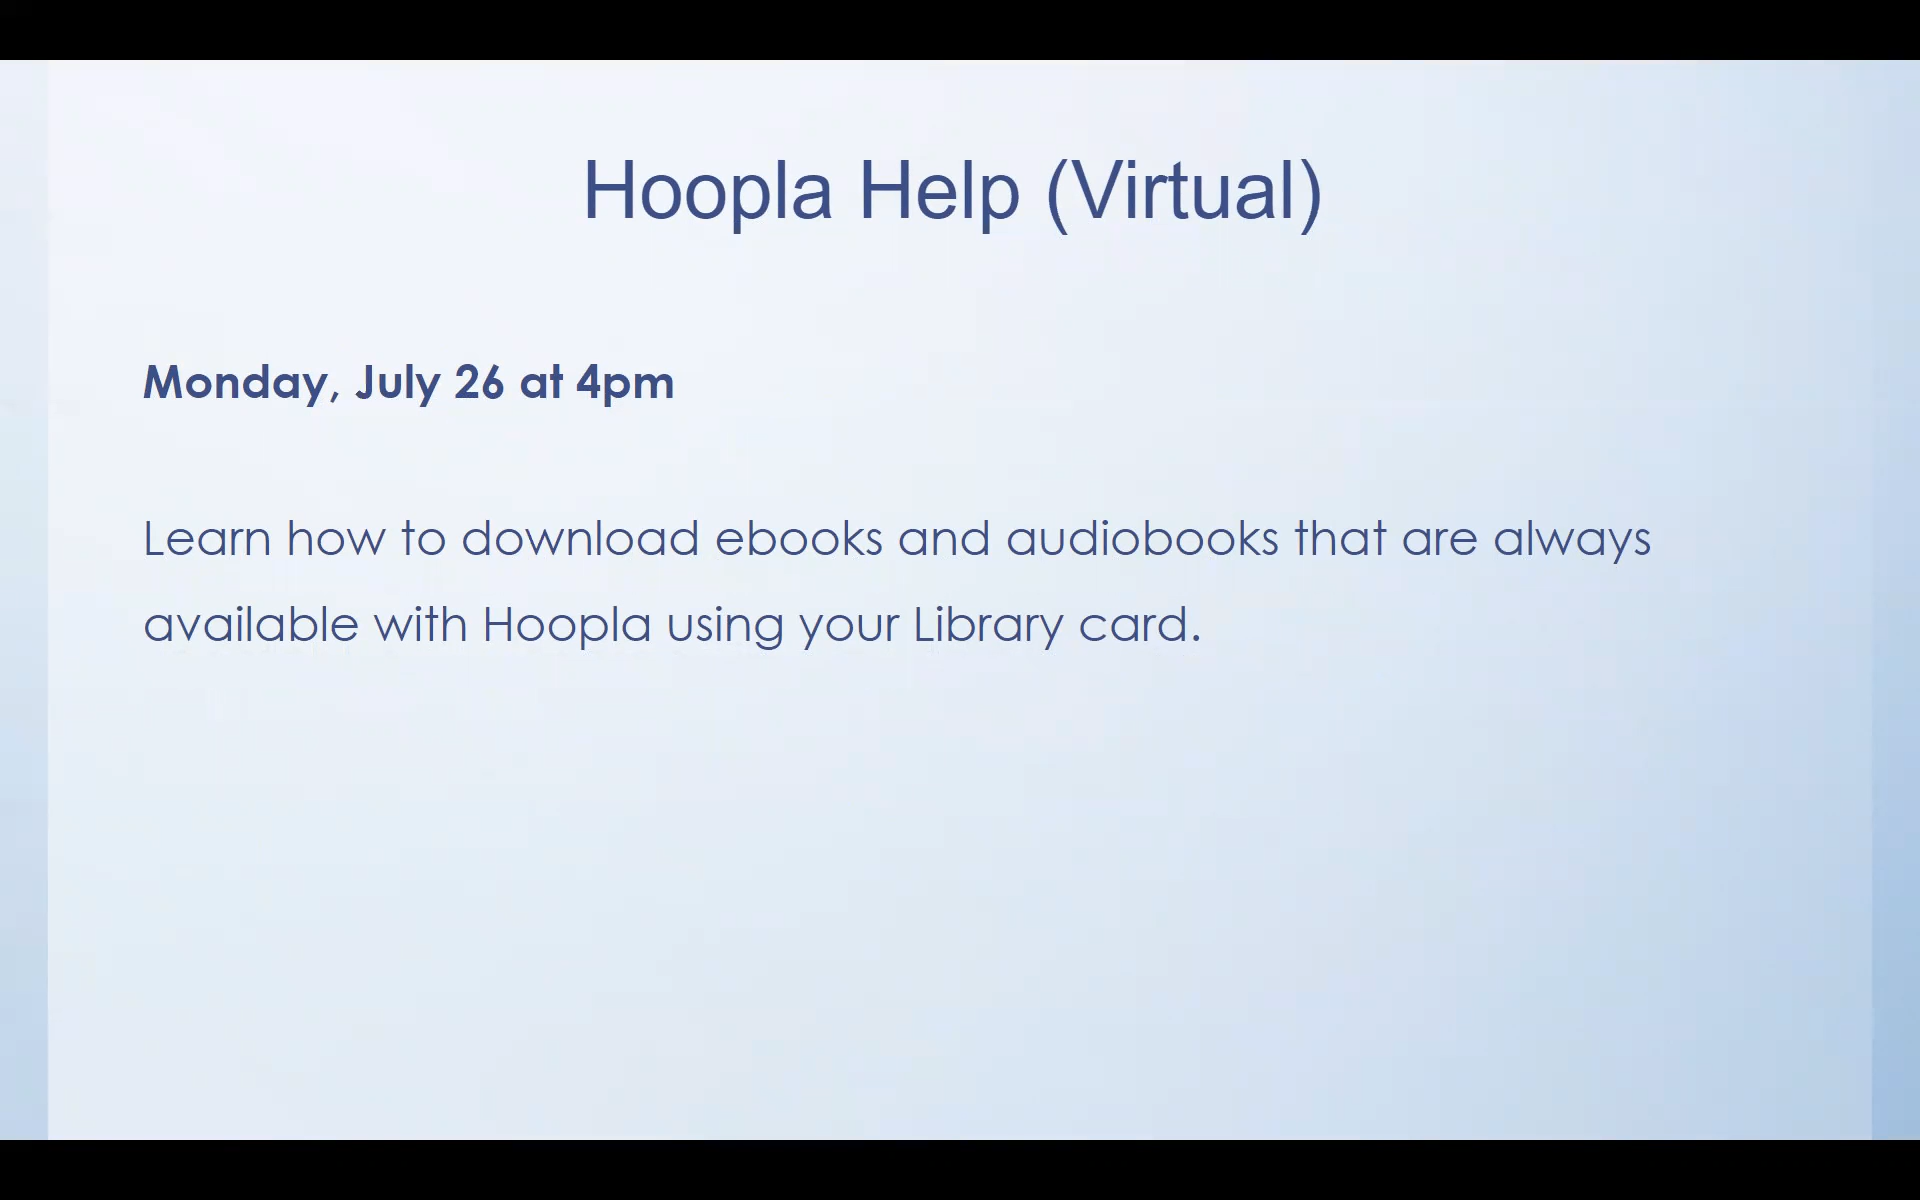 Hoopla Help (Virtual)
Monday, July 26 at 4pm
Learn how to download ebooks and audiobooks that are always
available with Hoopla using your Library card.